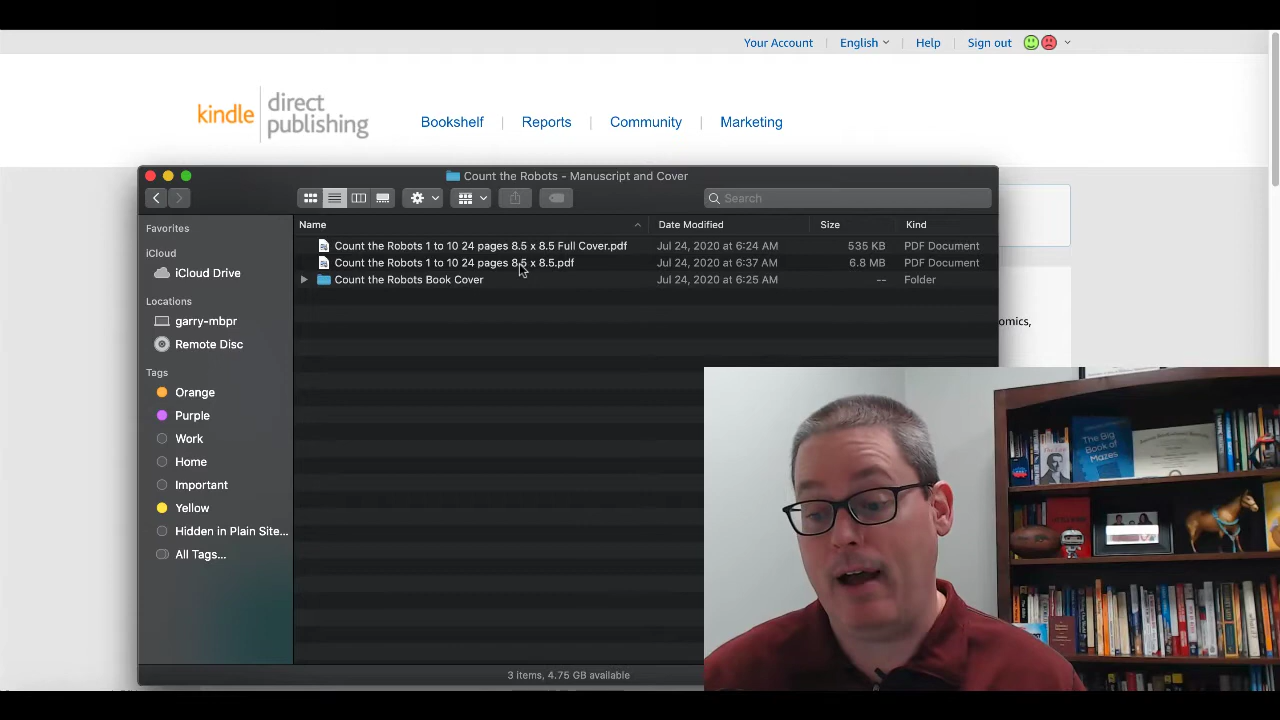 Your Account English Help Sign out
kindle direct publishing
Bookshelf Reports Community Marketing
Count the Robots - Manuscript and Cover
Search
Favorites
iCloud
iCloud Drive
Locations
garry-mbpr
Remote Disc
Tags
Orange
Purple
Work
Home
Important
Yellow
Hidden in Plain Site...
All Tags...
Name Date Modified Size Kind
Count the Robots 1 to 10 24 pages 8.5 x 8.5 Full Cover.pdf Jul 24, 2020 at 6:24 AM 535 KB PDF Document
Count the Robots 1 to 10 24 pages 8.5 x 8.5.pdf Jul 24, 2020 at 6:37 AM 6.8 MB PDF Document
Count the Robots Book Cover Jul 24, 2020 at 6:25 AM -- Folder
omics,
3 items, 4.75 GB available
The Big
Book of
Mazes